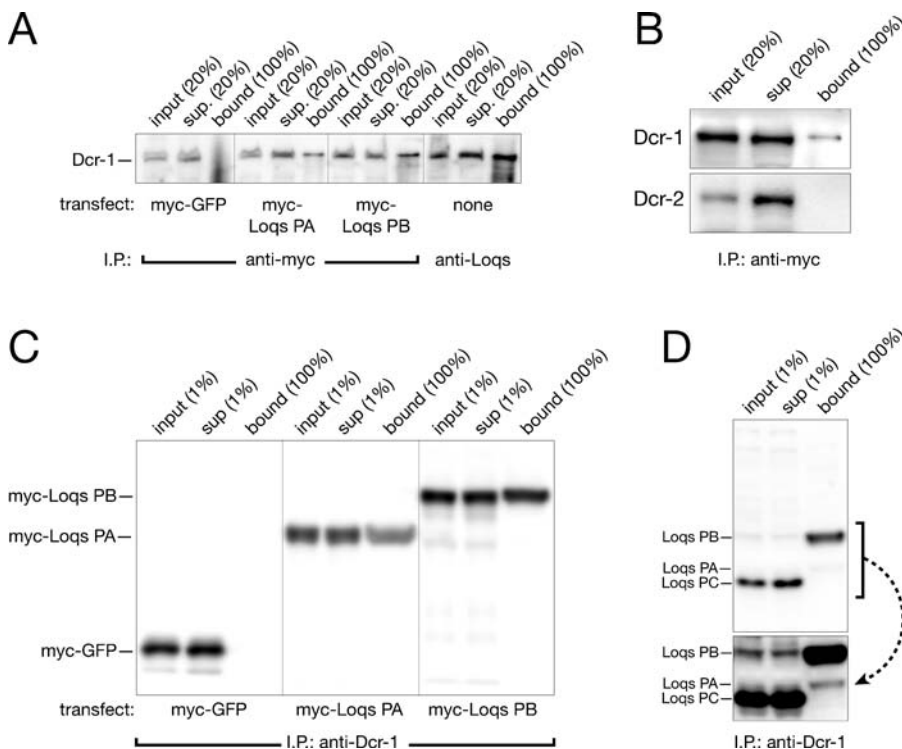 A
input (20%)
sup. (20%)
bound (100%)
input (20%)
sup. (20%)
bound (100%)
input (20%)
sup. (20%)
bound (100%)
input (20%)
sup. (20%)
bound (100%)
Dcr-1
transfect:
myc-GFP
myc-
Loqs PA
myc-
Loqs PB
none
I.P.:
anti-myc
anti-Loqs
B
input (20%)
sup (20%)
bound (100%)
Dcr-1
Dcr-2
I.P.: anti-myc
C
input (1%)
sup (1%)
bound (100%)
input (1%)
sup (1%)
bound (100%)
input (1%)
sup (1%)
bound (100%)
myc-Loqs PB
myc-Loqs PA
myc-GFP
transfect:
myc-GFP
myc-Loqs PA
myc-Loqs PB
I.P.: anti-Dcr-1
D
input (1%)
sup (1%)
bound (100%)
Loqs PB
Loqs PA
Loqs PC
Loqs PB
Loqs PA
Loqs PC
I.P.: anti-Dcr-1